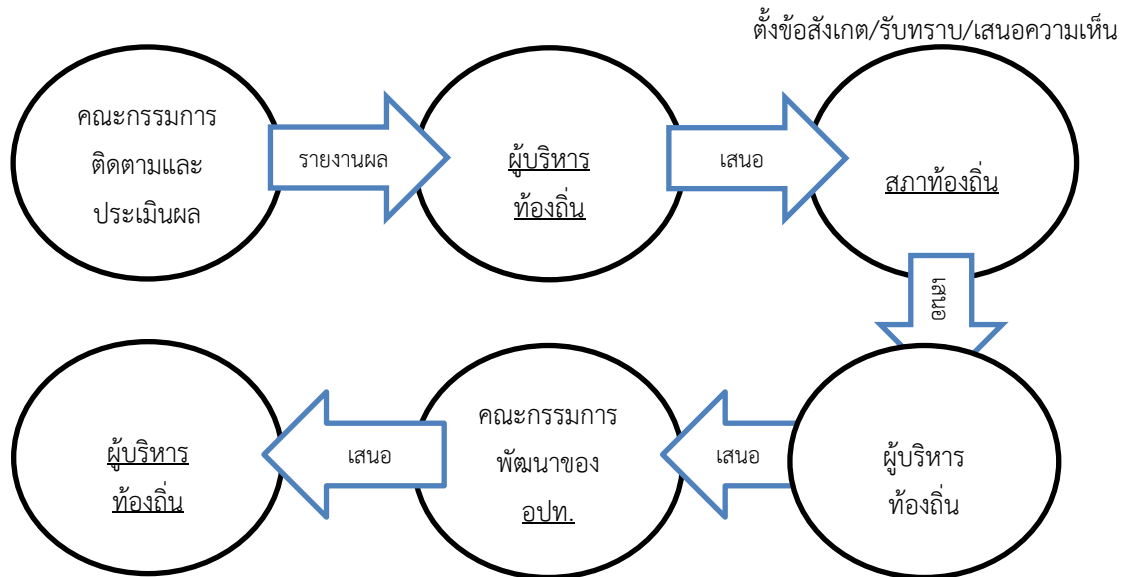 ตั้งข้อสังเกต/รับทราบ/เสนอความเห็น
คณะกรรมการ
ติดตามและ
ประเมินผล
รายงานผล
ผู้บริหาร
ท้องถิ่น
เสนอ
สภาท้องถิ่น
เสนอ
ผู้บริหาร
ท้องถิ่น
เสนอ
คณะกรรมการ
พัฒนาของ
อปท.
เสนอ
ผู้บริหาร
ท้องถิ่น